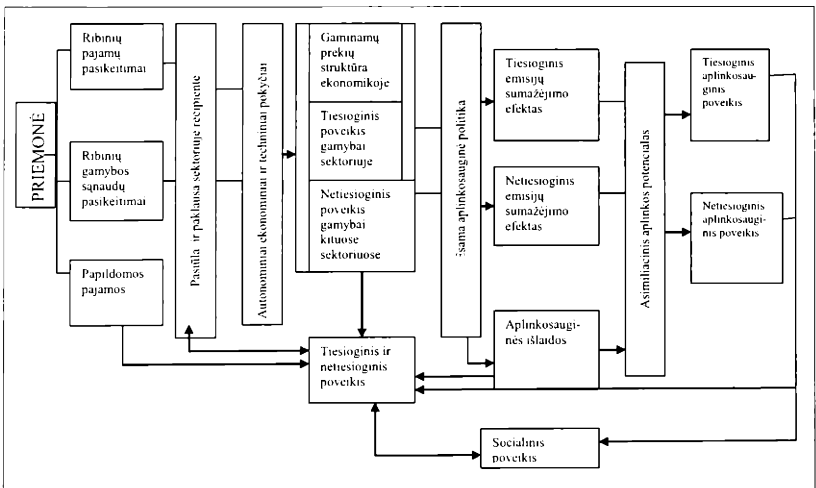 PRIEMONĖ
Ribinių
pajamų
pasikeitimai
Ribinių
gamybos
sąnaudų
pasikeitimai
Papildomos
pajamos
Pasiūla ir paklausa sektoriuje recipiente
Autonominiai ekonominiai ir techniniai pokyčiai
Gaminamų
prekių
struktūra
ekonomikoje
Tiesioginis
poveikis
gamybai
sektoriuje
Netiesioginis
poveikis
gamybai
kituose
sektoriuose
Tiesioginis ir
netiesioginis
poveikis
Esama aplinkosauginė politika
Tiesioginis
emisijų
sumažėjimo
efektas
Netiesioginis
emisijų
sumažėjimo
efektas
Aplinkosaugi-
nės išlaidos
Socialinis
poveikis
Asimiliacinis aplinkos potencialas
Tiesioginis
aplinkosau-
ginis
poveikis
Netiesioginis
aplinkosaugi-
nis poveikis